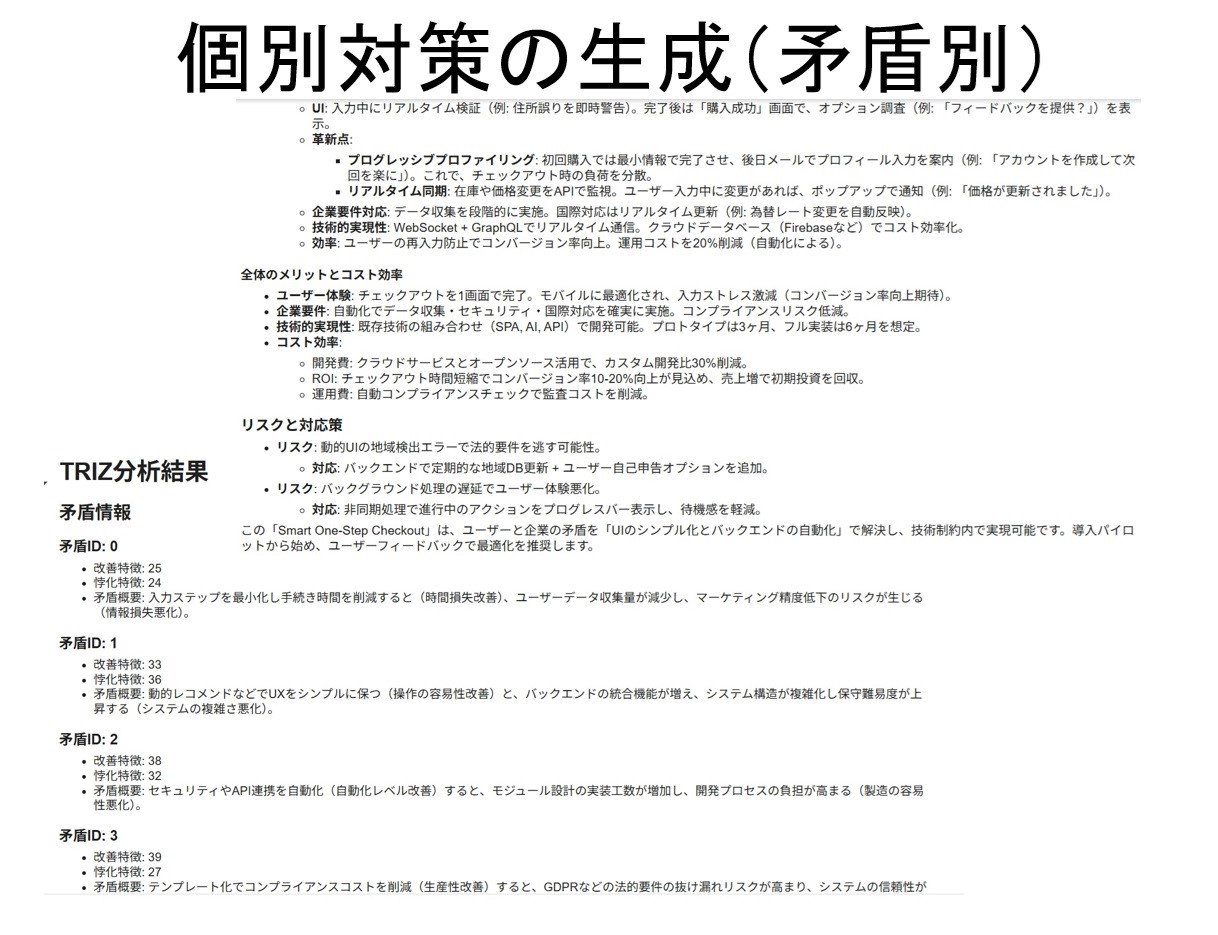 個別対策の生成（矛盾別）
UI: 入力中にリアルタイム検証（例: 住所誤りを即時警告）。完了後は「購入成功」画面で、オプション調査（例: 「フィードバックを提供？」）を表
示。
革新点:
プログレッシブプロファイリング: 初回購入では最小情報で完了させ、後日メールでプロフィール入力を案内（例: 「アカウントを作成して次
回を楽に」）。これで、チェックアウト時の負荷を分散。
リアルタイム同期: 在庫や価格変更をAPIで監視。ユーザー入力中に変更があれば、ポップアップで通知（例: 「価格が更新されました」）。
企業要件対応: データ収集を段階的に実施。国際対応はリアルタイム更新（例: 為替レート変更を自動反映）。
技術的実現性: WebSocket + GraphQLでリアルタイム通信。クラウドデータベース（Firebaseなど）でコスト効率化。
効率: ユーザーの再入力防止でコンバージョン率向上。運用コストを20%削減（自動化による）。
全体のメリットとコスト効率
ユーザー体験: チェックアウトを1画面で完了。モバイルに最適化され、入力ストレス激減（コンバージョン率向上期待）。
企業要件: 自動化でデータ収集・セキュリティ・国際対応を確実に実施。コンプライアンスリスク低減。
技術的実現性: 既存技術の組み合わせ（SPA, AI, API）で開発可能。プロトタイプは3ヶ月、フル実装は6ヶ月を想定。
コスト効率:
開発費: クラウドサービスとオープンソース活用で、カスタム開発比30%削減。
ROI: チェックアウト時間短縮でコンバージョン率10-20%向上が見込め、売上増で初期投資を回収。
運用費: 自動コンプライアンスチェックで監査コストを削減。
リスクと対応策
リスク: 動的UIの地域検出エラーで法的要件を逃す可能性。
対応: バックエンドで定期的な地域DB更新 + ユーザー自己申告オプションを追加。
リスク: バックグラウンド処理の遅延でユーザー体験悪化。
対応: 非同期処理で進行中のアクションをプログレスバー表示し、待機感を軽減。
この「Smart One-Step Checkout」は、ユーザーと企業の矛盾を「UIのシンプル化とバックエンドの自動化」で解決し、技術制約内で実現可能です。導入パイロ
ットから始め、ユーザーフィードバックで最適化を推奨します。
TRIZ分析結果
矛盾情報
矛盾ID: 0
改善特徴: 25
悖化特徴: 24
矛盾概要: 入力ステップを最小化し手続き時間を削減すると（時間損失改善）、ユーザーデータ収集量が減少し、マーケティング精度低下のリスクが生じる
（情報損失悪化）。
矛盾ID: 1
改善特徴: 33
悖化特徴: 36
矛盾概要: 動的レコメンドなどでUXをシンプルに保つ（操作の容易性改善）と、バックエンドの統合機能が増え、システム構造が複雑化し保守難易度が上
昇する（システムの複雑さ悪化）。
矛盾ID: 2
改善特徴: 38
悖化特徴: 32
矛盾概要: セキュリティやAPI連携を自動化（自動化レベル改善）すると、モジュール設計の実装工数が増加し、開発プロセスの負担が高まる（製造の容易
性悪化）。
矛盾ID: 3
改善特徴: 39
悖化特徴: 27
矛盾概要: テンプレート化でコンプライアンスコストを削減（生産性改善）すると、GDPRなどの法的要件の抜け漏れリスクが高まり、システムの信頼性が